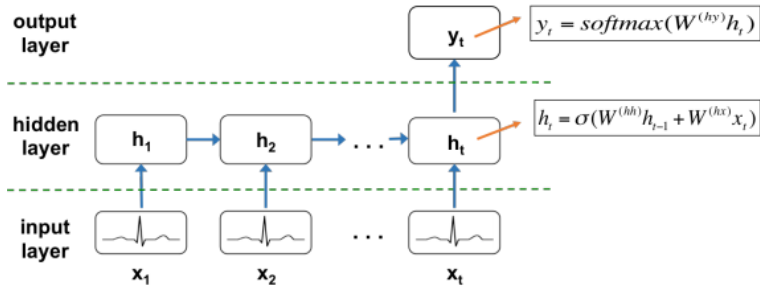 output
layer
y_t
y_t = softmax(W^(hy) h_t)
hidden
layer
h_1
h_2
. . .
h_t
h_t = σ(W^(hh) h_{t-1} + W^(hx) x_t)
input
layer
. . .
x_1
x_2
x_t